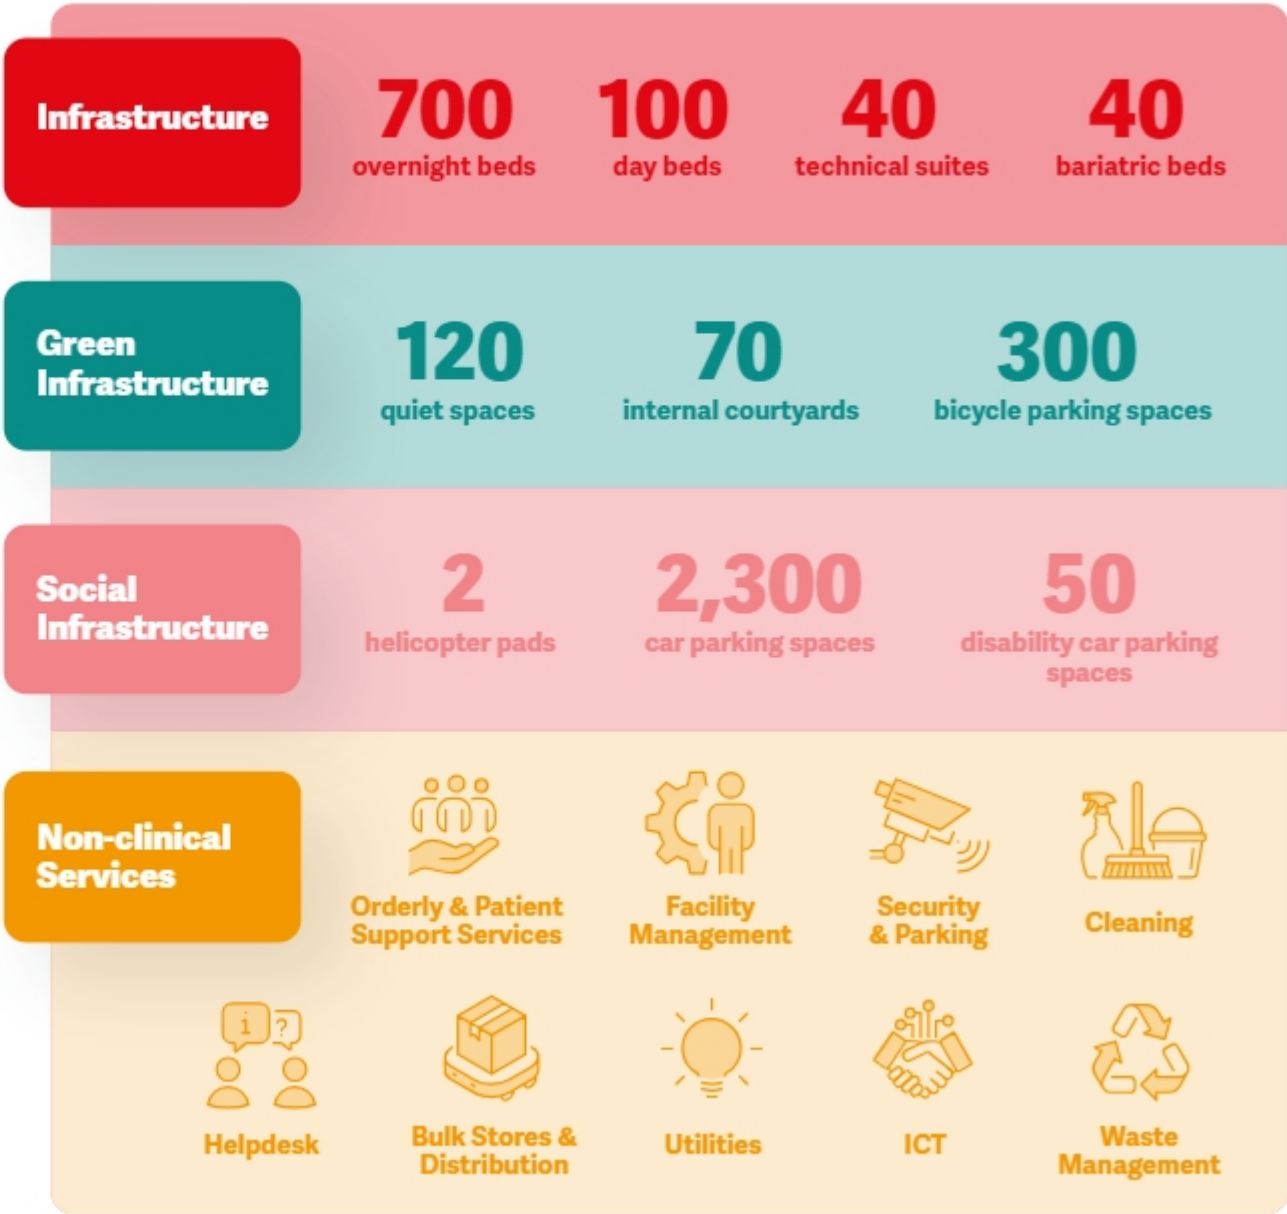 Infrastructure
700
overnight beds
100
day beds
40
technical suites
40
bariatric beds
Green
Infrastructure
120
quiet spaces
70
internal courtyards
300
bicycle parking spaces
Social
Infrastructure
2
helicopter pads
2,300
car parking spaces
50
disability car parking
spaces
Non-clinical
Services
Orderly & Patient
Support Services
Facility
Management
Security
& Parking
Cleaning
i ?
Helpdesk
Bulk Stores &
Distribution
Utilities
ICT
Waste
Management